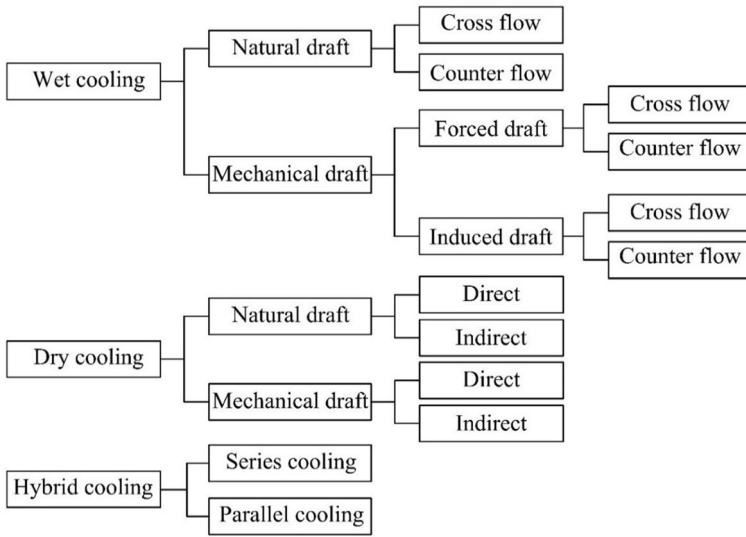 Wet cooling
Natural draft
Cross flow
Counter flow
Mechanical draft
Forced draft
Cross flow
Counter flow
Induced draft
Cross flow
Counter flow
Dry cooling
Natural draft
Direct
Indirect
Mechanical draft
Direct
Indirect
Hybrid cooling
Series cooling
Parallel cooling